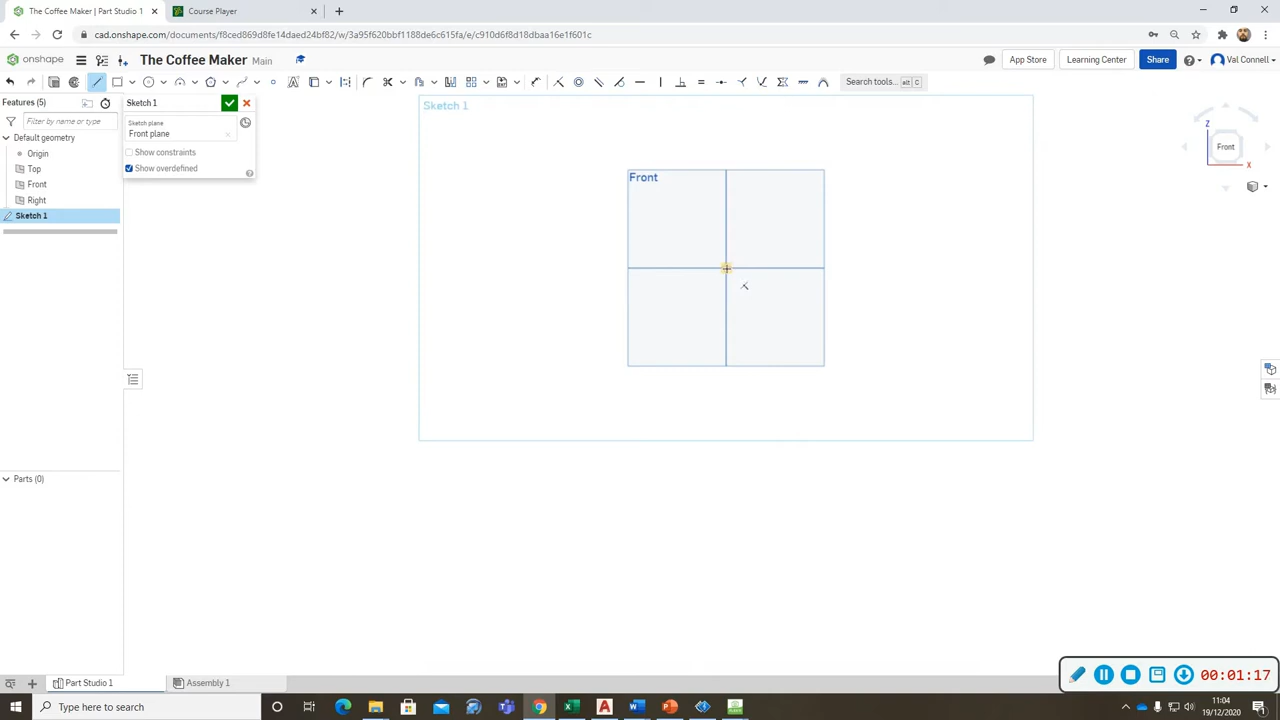 The Coffee Maker | Part Studio 1
Course Player
cad.onshape.com/documents/f8ced869d8fe14daed24bf82/w/3a95f620bbf1188de6c615fa/e/c910d6f8d18dbaa16e1f601c
onshape
The Coffee Maker Main
App Store
Learning Center
Share
Val Connell
Search tools... alt C
Features (5)
Filter by name or type
Default geometry
Origin
Top
Front
Right
Sketch 1
Sketch 1
Sketch plane
Front plane
Show constraints
Show overdefined
Sketch 1
Front
Z
Front
X
Parts (0)
Part Studio 1
Assembly 1
00:01:17
Type here to search
11:04
19/12/2020